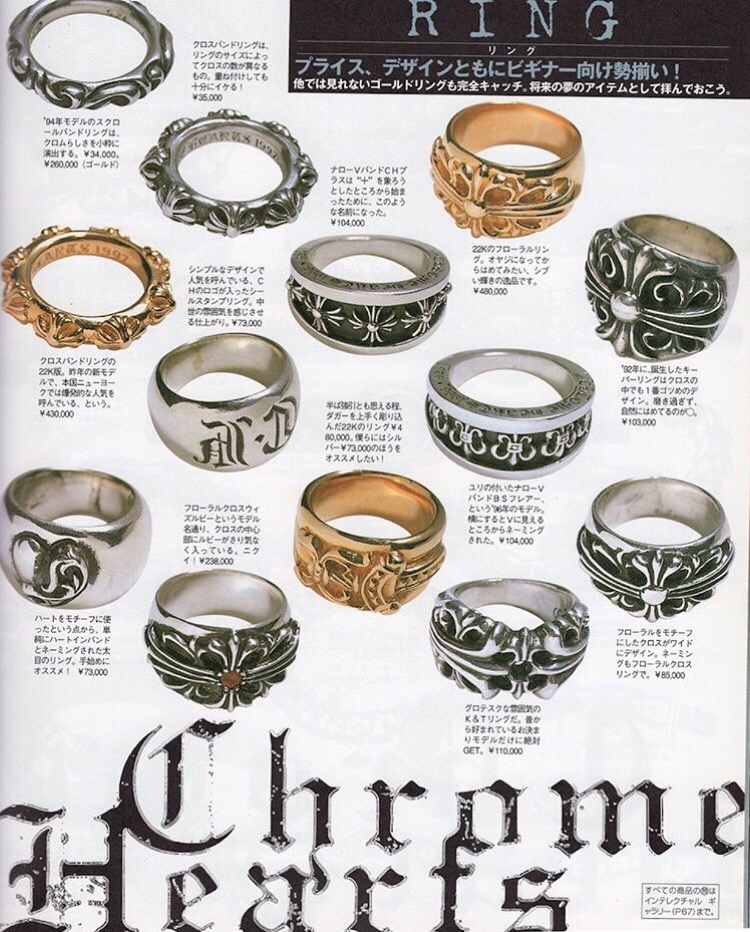 RING
リング
プライス、デザインともにビギナー向け勢揃い！
他では見れないゴールドリングも完全キャッチ。将来の夢のアイテムとして拝んでおこう。
クロスバンドリングは、
リングのサイズによっ
てクロスの数が異なる
もの。重ね付けしても
十分にイケる！
¥35,000
'94年モデルのスクロ
ールバンドリングは、
クロムらしさを小粋に
演出する。¥34,000。
¥260,000（ゴールド）
ナローVバンドCHプ
ラスは“十”を象ろう
としたところから始ま
ったために、このよう
な名前になった。
¥104,000
22Kのフローラルリン
グ。オヤジになってか
らはめてみたい、シブ
い輝きの逸品です。
¥480,000
シンプルなデザインで
人気を呼んでいる、C
Hのロゴが入ったシー
ルスタンプリング。中
世の雰囲気を感じさせ
る仕上がり。¥73,000
クロスバンドリングの
22K版。昨年の新モデ
ルで、本国ニューヨー
クでは爆発的な人気を
呼んでいる、という。
¥430,000
'92年に、誕生したキー
パーリングはクロスの
中でも1番ゴツめのデ
ザイン。磨き過ぎず、
自然にはめてるのが○。
¥103,000
半ば強引とも思える程、
ダガーを上手く彫り込
んだ22Kのリング¥4
80,000。僕らにはシル
バー¥73,000のほうを
オススメしたい！
ユリの付いたナローV
バンドBSフレアー、
という'96年のモデル。
横にするとVに見える
ところからネーミング
された。¥104,000
フローラルクロスウィ
ズルビーというモデル
名通り、クロスの中心
部にルビーがさり気な
く入っている。ニク
イ！¥238,000
ハートをモチーフに使
ったという点から、単
純にハートインバンド
とネーミングされた太
目のリング。手始めに
オススメ！¥73,000
フローラルをモチーフ
にしたクロスがワイド
にデザイン。ネーミン
グもフローラルクロス
リングで。¥85,000
グロテスクな雰囲気の
K&Tリングだ。昔か
ら好まれているお決ま
りモデルだけに絶対
GET。¥110,000
Chrome
Hearts
すべての商品の問は
インテレクチャル ギ
ャラリー(P67)まで。